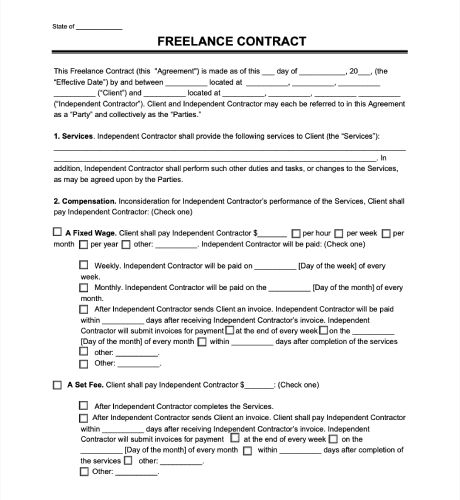 State of ______________
FREELANCE CONTRACT
This Freelance Contract (this "Agreement") is made as of this ___ day of ___________, 20___, (the
"Effective Date") by and between __________ located at __________, __________, __________
__________ ("Client") and __________ located at __________, __________, __________ __________
("Independent Contractor"). Client and Independent Contractor may each be referred to in this Agreement
as a "Party" and collectively as the "Parties."
1. Services. Independent Contractor shall provide the following services to Client (the "Services"):
____________________________________________________________________
____________________________________________________________________. In
addition, Independent Contractor shall perform such other duties and tasks, or changes to the Services,
as may be agreed upon by the Parties.
2. Compensation. Inconsideration for Independent Contractor's performance of the Services, Client shall
pay Independent Contractor: (Check one)
☐ A Fixed Wage. Client shall pay Independent Contractor $_______ ☐ per hour ☐ per week ☐ per
month ☐ per year ☐ other: __________. Independent Contractor will be paid: (Check one)
☐ Weekly. Independent Contractor will be paid on __________ [Day of the week] of every
week.
☐ Monthly. Independent Contractor will be paid on the __________ [Day of the month] of every
month.
☐ After Independent Contractor sends Client an invoice. Independent Contractor will be paid
within __________ days after receiving Independent Contractor's invoice. Independent
Contractor will submit invoices for payment ☐ at the end of every week ☐ on the __________
[Day of the month] of every month ☐ within __________ days after completion of the services
☐ other: __________.
☐ Other: __________.
☐ A Set Fee. Client shall pay Independent Contractor $_______: (Check one)
☐ After Independent Contractor completes the Services.
☐ After Independent Contractor sends Client an invoice. Client shall pay Independent Contractor
within __________ days after receiving Independent Contractor's invoice. Independent
Contractor will submit invoices for payment ☐ at the end of every week ☐ on the
__________ [Day of the month] of every month ☐ within __________ days after completion of
the services ☐ other: __________.
☐ Other: __________.